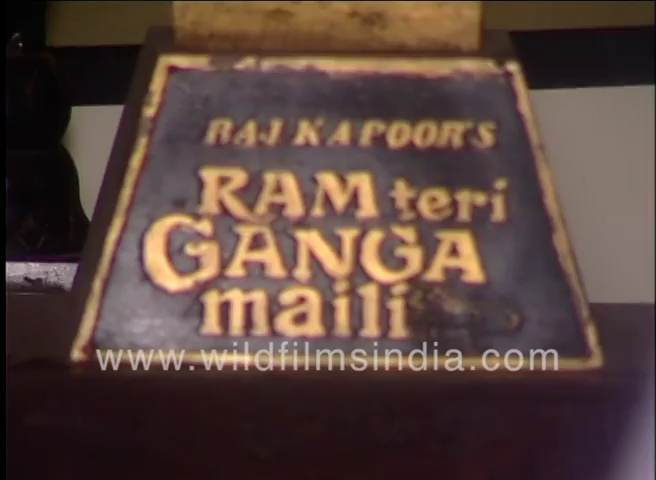 RAJ KAPOOR'S
RAM teri
GANGA
maili
www.wildfilmsindia.com